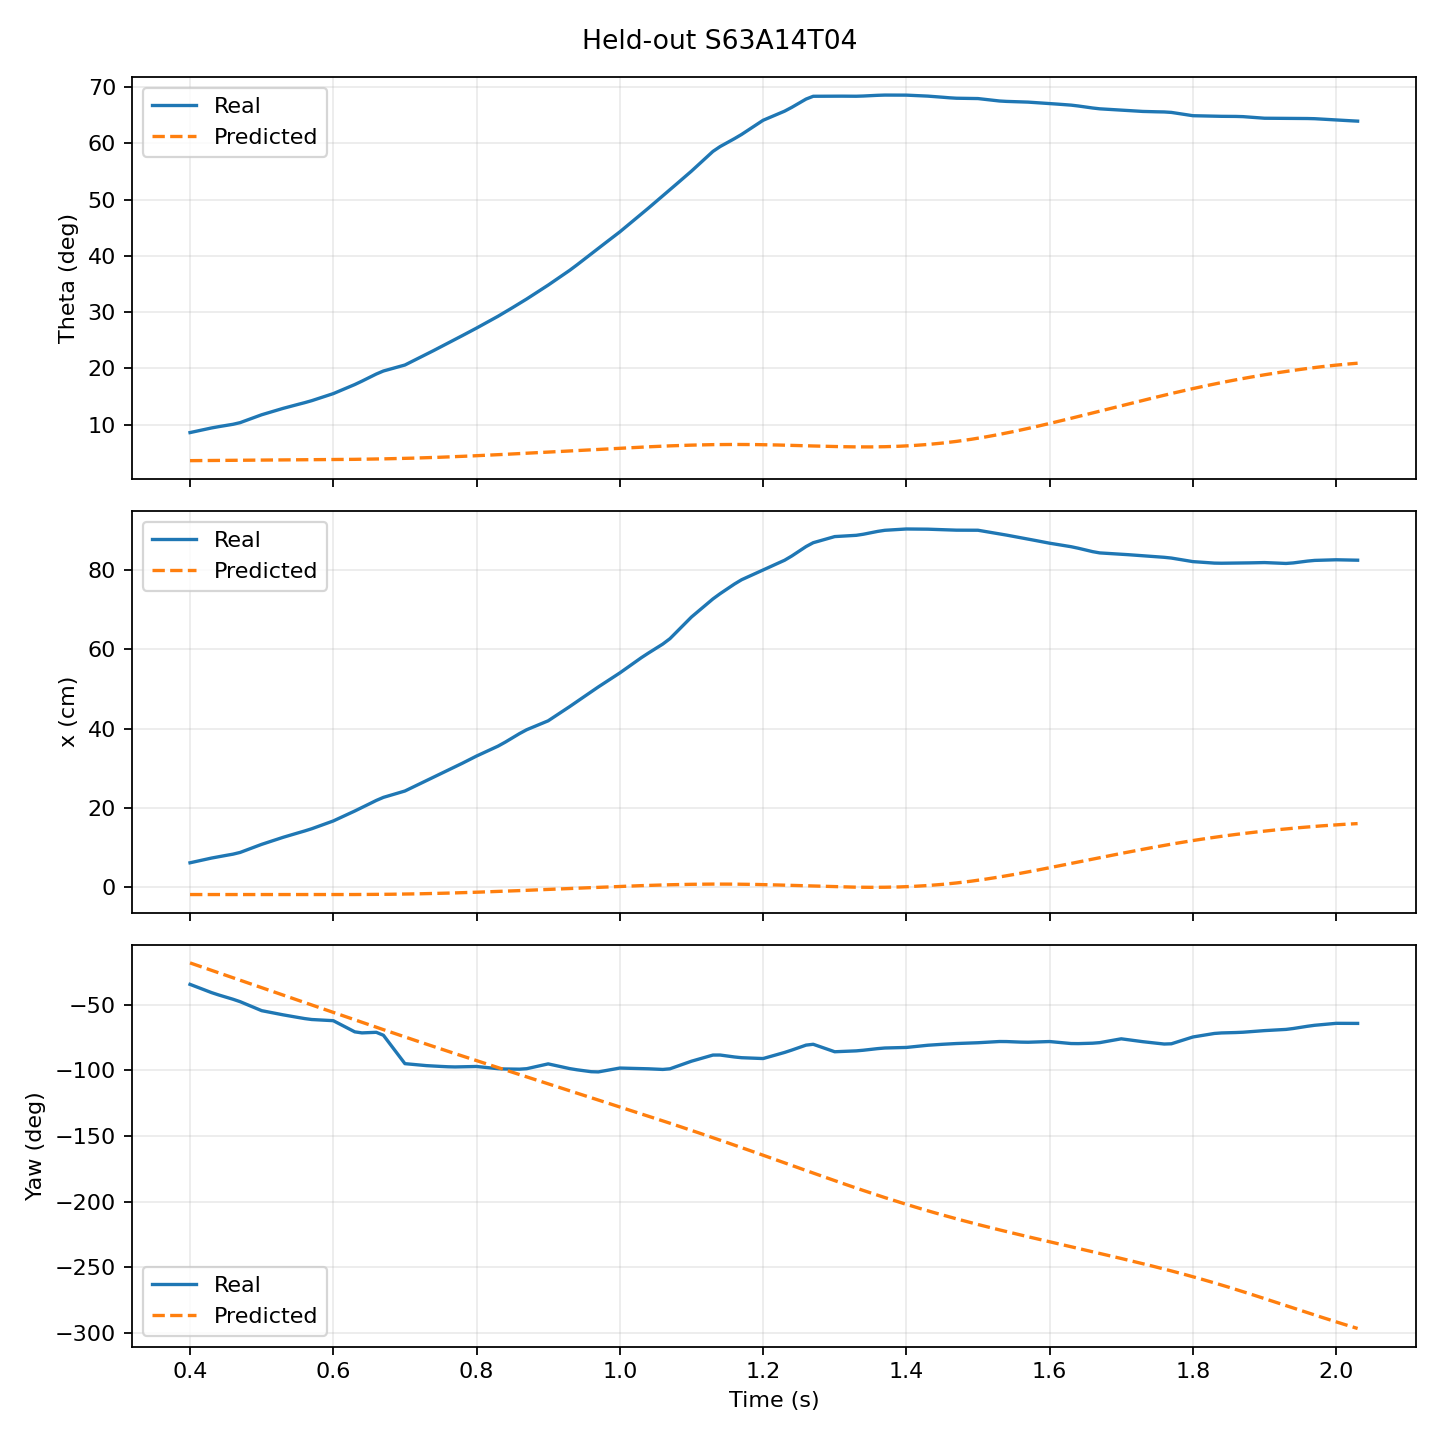 Held-out S63A14T04
Real
Predicted
Theta (deg)
70
60
50
40
30
20
10
Real
Predicted
x (cm)
80
60
40
20
0
Real
Predicted
Yaw (deg)
−50
−100
−150
−200
−250
−300
0.4 0.6 0.8 1.0 1.2 1.4 1.6 1.8 2.0
Time (s)